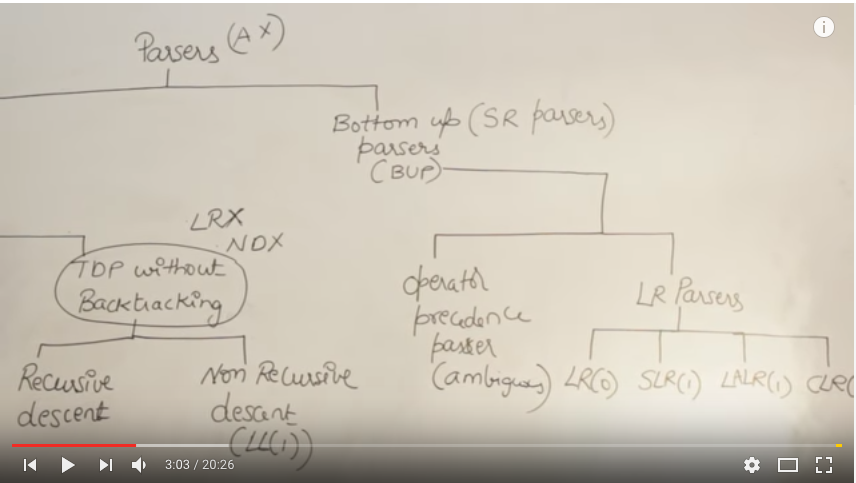 Parsers (A X)
Bottom up (SR parsers)
parsers
(BUP)
LRX
NDX
TDP without
Backtracking
Recursive
descent
Non Recursive
descent
(LL(1))
operator
precedence
parser
(ambiguous)
LR Parsers
LR(0) SLR(1) LALR(1) CLR(
3:03 / 20:26